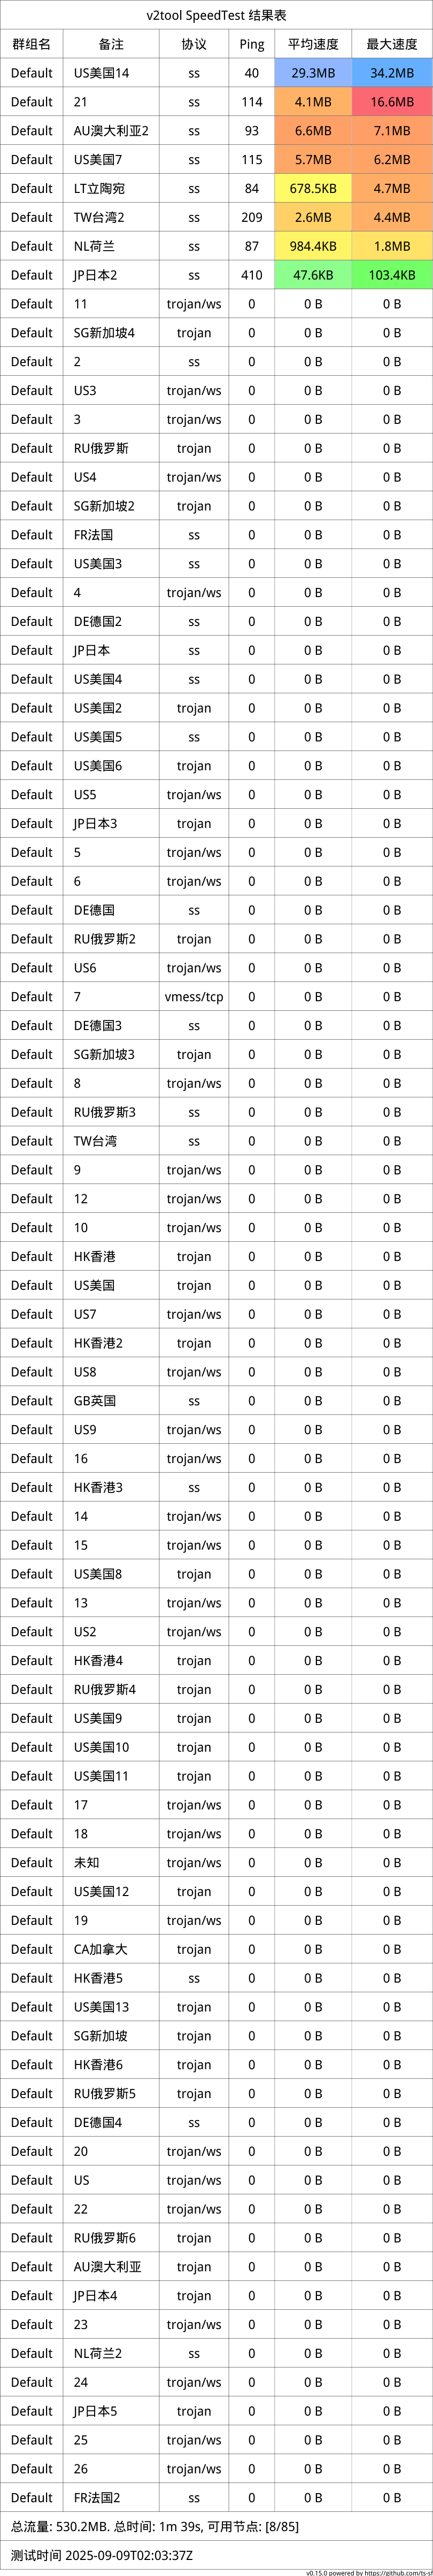 v2tool SpeedTest 结果表
群组名 备注 协议 Ping 平均速度 最大速度
Default US美国14 ss 40 29.3MB 34.2MB
Default 21 ss 114 4.1MB 16.6MB
Default AU澳大利亚2 ss 93 6.6MB 7.1MB
Default US美国7 ss 115 5.7MB 6.2MB
Default LT立陶宛 ss 84 678.5KB 4.7MB
Default TW台湾2 ss 209 2.6MB 4.4MB
Default NL荷兰 ss 87 984.4KB 1.8MB
Default JP日本2 ss 410 47.6KB 103.4KB
Default 11 trojan/ws 0 0 B 0 B
Default SG新加坡4 trojan 0 0 B 0 B
Default 2 ss 0 0 B 0 B
Default US3 trojan/ws 0 0 B 0 B
Default 3 trojan/ws 0 0 B 0 B
Default RU俄罗斯 trojan 0 0 B 0 B
Default US4 trojan/ws 0 0 B 0 B
Default SG新加坡2 trojan 0 0 B 0 B
Default FR法国 ss 0 0 B 0 B
Default US美国3 ss 0 0 B 0 B
Default 4 trojan/ws 0 0 B 0 B
Default DE德国2 ss 0 0 B 0 B
Default JP日本 ss 0 0 B 0 B
Default US美国4 ss 0 0 B 0 B
Default US美国2 trojan 0 0 B 0 B
Default US美国5 ss 0 0 B 0 B
Default US美国6 trojan 0 0 B 0 B
Default US5 trojan/ws 0 0 B 0 B
Default JP日本3 trojan 0 0 B 0 B
Default 5 trojan/ws 0 0 B 0 B
Default 6 trojan/ws 0 0 B 0 B
Default DE德国 ss 0 0 B 0 B
Default RU俄罗斯2 trojan 0 0 B 0 B
Default US6 trojan/ws 0 0 B 0 B
Default 7 vmess/tcp 0 0 B 0 B
Default DE德国3 ss 0 0 B 0 B
Default SG新加坡3 trojan 0 0 B 0 B
Default 8 trojan/ws 0 0 B 0 B
Default RU俄罗斯3 ss 0 0 B 0 B
Default TW台湾 ss 0 0 B 0 B
Default 9 trojan/ws 0 0 B 0 B
Default 12 trojan/ws 0 0 B 0 B
Default 10 trojan/ws 0 0 B 0 B
Default HK香港 trojan 0 0 B 0 B
Default US美国 trojan 0 0 B 0 B
Default US7 trojan/ws 0 0 B 0 B
Default HK香港2 trojan 0 0 B 0 B
Default US8 trojan/ws 0 0 B 0 B
Default GB英国 ss 0 0 B 0 B
Default US9 trojan/ws 0 0 B 0 B
Default 16 trojan/ws 0 0 B 0 B
Default HK香港3 ss 0 0 B 0 B
Default 14 trojan/ws 0 0 B 0 B
Default 15 trojan/ws 0 0 B 0 B
Default US美国8 trojan 0 0 B 0 B
Default 13 trojan/ws 0 0 B 0 B
Default US2 trojan/ws 0 0 B 0 B
Default HK香港4 trojan 0 0 B 0 B
Default RU俄罗斯4 trojan 0 0 B 0 B
Default US美国9 trojan 0 0 B 0 B
Default US美国10 trojan 0 0 B 0 B
Default US美国11 trojan 0 0 B 0 B
Default 17 trojan/ws 0 0 B 0 B
Default 18 trojan/ws 0 0 B 0 B
Default 未知 trojan/ws 0 0 B 0 B
Default US美国12 trojan 0 0 B 0 B
Default 19 trojan/ws 0 0 B 0 B
Default CA加拿大 trojan 0 0 B 0 B
Default HK香港5 ss 0 0 B 0 B
Default US美国13 trojan 0 0 B 0 B
Default SG新加坡 trojan 0 0 B 0 B
Default HK香港6 trojan 0 0 B 0 B
Default RU俄罗斯5 trojan 0 0 B 0 B
Default DE德国4 ss 0 0 B 0 B
Default 20 trojan/ws 0 0 B 0 B
Default US trojan/ws 0 0 B 0 B
Default 22 trojan/ws 0 0 B 0 B
Default RU俄罗斯6 trojan 0 0 B 0 B
Default AU澳大利亚 trojan 0 0 B 0 B
Default JP日本4 trojan 0 0 B 0 B
Default 23 trojan/ws 0 0 B 0 B
Default NL荷兰2 ss 0 0 B 0 B
Default 24 trojan/ws 0 0 B 0 B
Default JP日本5 trojan 0 0 B 0 B
Default 25 trojan/ws 0 0 B 0 B
Default 26 trojan/ws 0 0 B 0 B
Default FR法国2 ss 0 0 B 0 B
总流量: 530.2MB. 总时间: 1m 39s, 可用节点: [8/85]
测试时间 2025-09-09T02:03:37Z
v0.15.0 powered by https://github.com/ts-sf